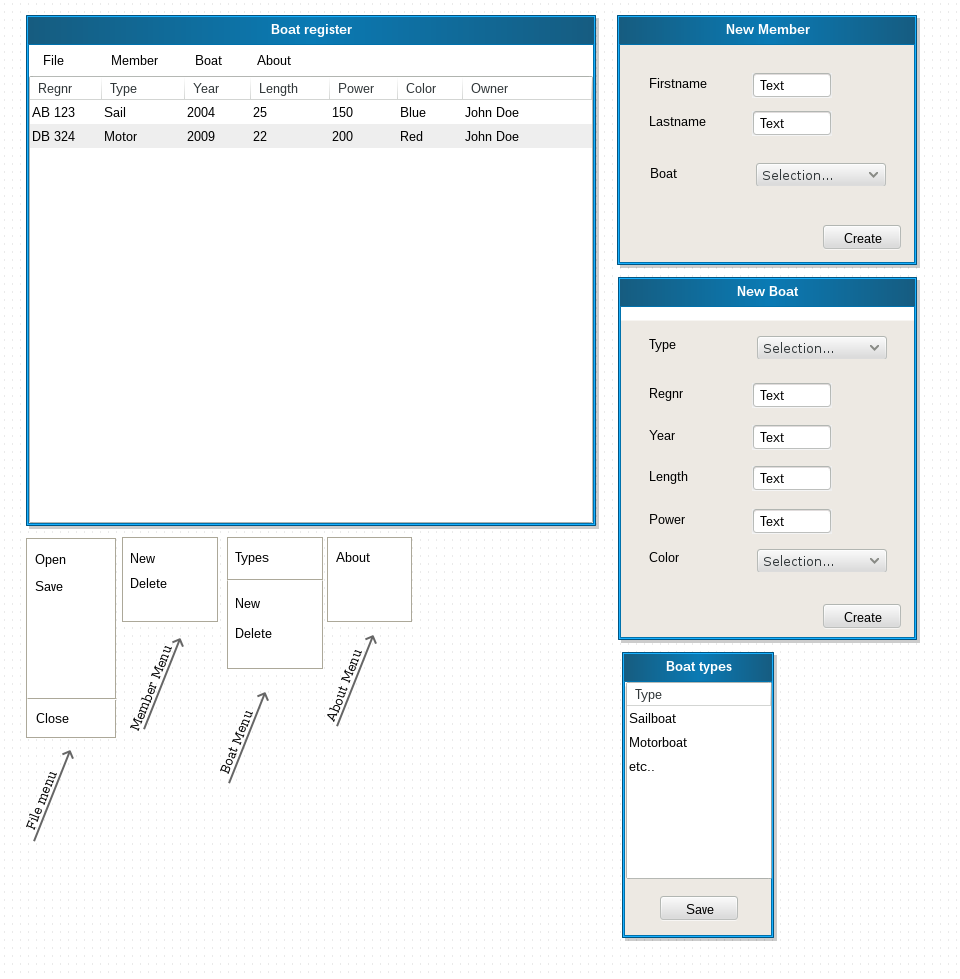 Boat register
File Member Boat About
Regnr Type Year Length Power Color Owner
AB 123 Sail 2004 25 150 Blue John Doe
DB 324 Motor 2009 22 200 Red John Doe
New Member
Firstname Text
Lastname Text
Boat Selection...
Create
New Boat
Type Selection...
Regnr Text
Year Text
Length Text
Power Text
Color Selection...
Create
Open
Save
Close
File menu
New
Delete
Member Menu
Types
New
Delete
Boat Menu
About
About Menu
Boat types
Type
Sailboat
Motorboat
etc..
Save